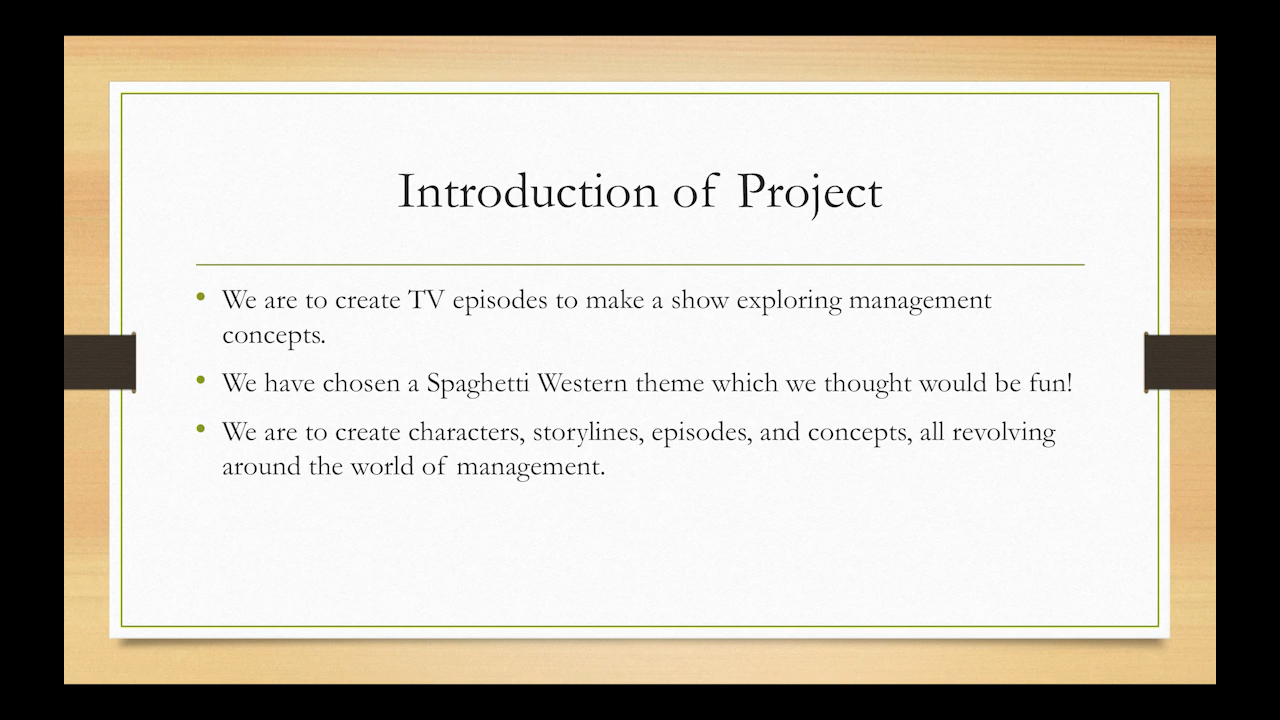 Introduction of Project
• We are to create TV episodes to make a show exploring management
concepts.
• We have chosen a Spaghetti Western theme which we thought would be fun!
• We are to create characters, storylines, episodes, and concepts, all revolving
around the world of management.